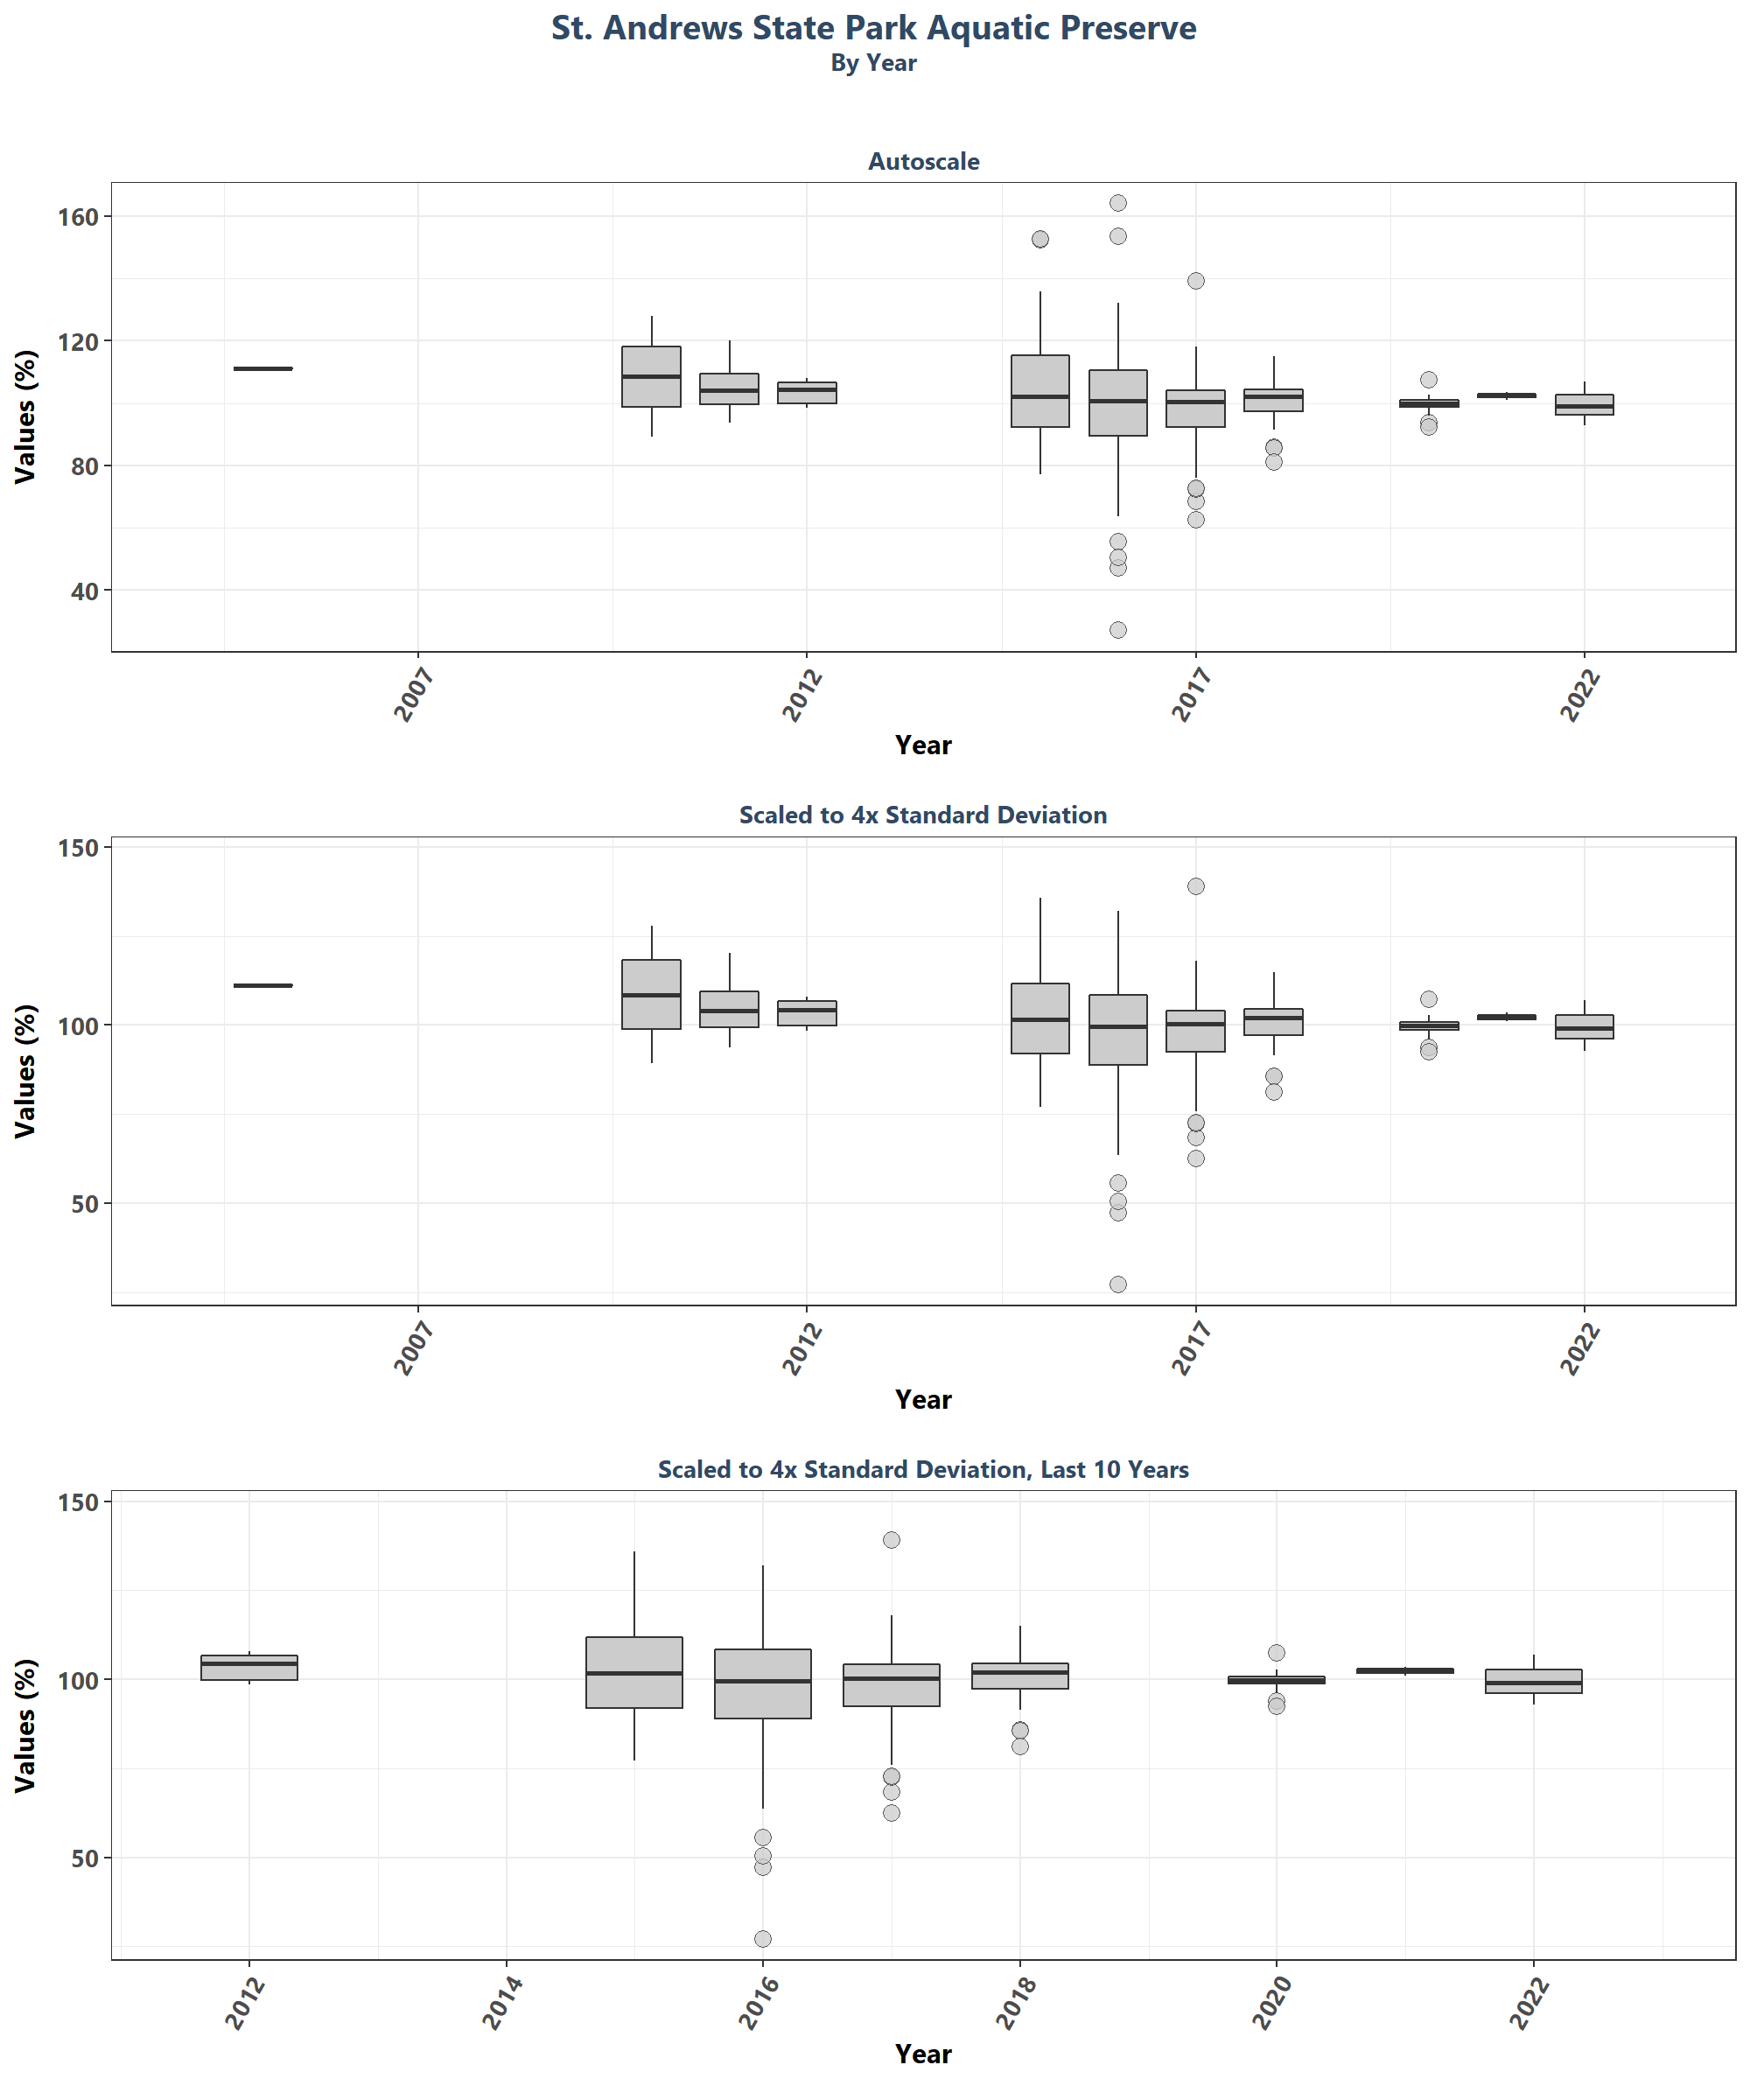 St. Andrews State Park Aquatic Preserve
By Year
Autoscale
160
120
80
40
Values (%)
2007
2012
2017
2022
Year
Scaled to 4x Standard Deviation
150
100
50
Values (%)
2007
2012
2017
2022
Year
Scaled to 4x Standard Deviation, Last 10 Years
150
100
50
Values (%)
2012
2014
2016
2018
2020
2022
Year